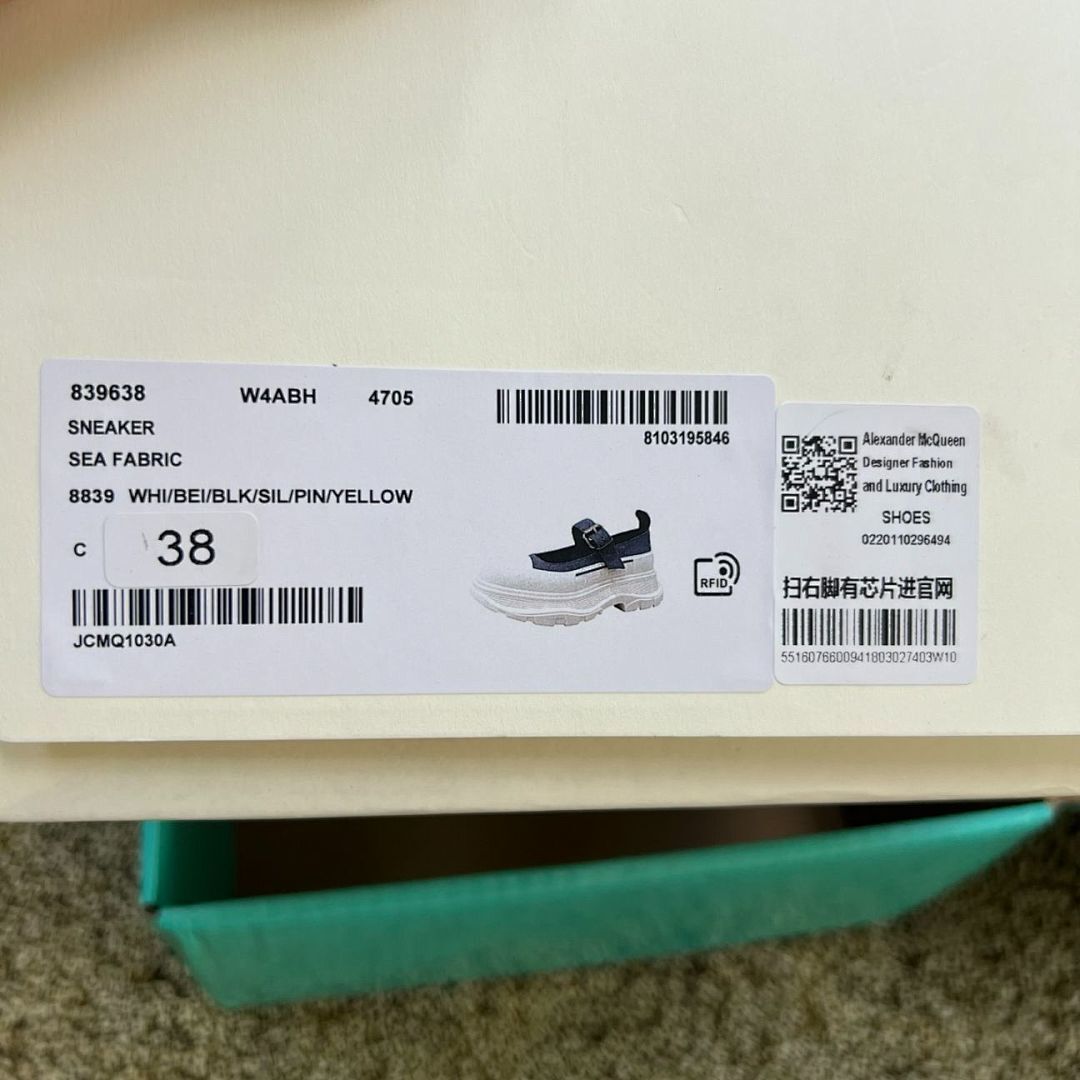 839638 W4ABH 4705
SNEAKER
SEA FABRIC
8839 WHI/BEI/BLK/SIL/PIN/YELLOW
C 38
JCMQ1030A
8103195846
RFID
Alexander McQueen
Designer Fashion
and Luxury Clothing
SHOES
0220110296494
扫右脚有芯片进官网
5516076600941803027403W10